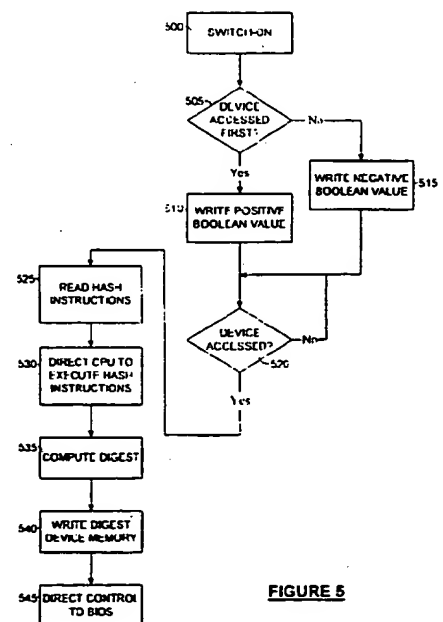 500
SWITCH-ON
505
DEVICE
ACCESSED
FIRST?
No
Yes
510
WRITE POSITIVE
BOOLEAN VALUE
WRITE NEGATIVE
BOOLEAN VALUE
515
525
READ HASH
INSTRUCTIONS
DEVICE
ACCESSED?
No
520
Yes
530
DIRECT CPU TO
EXECUTE HASH
INSTRUCTIONS
535
COMPUTE DIGEST
540
WRITE DIGEST
DEVICE MEMORY
545
DIRECT CONTROL
TO BIOS
FIGURE 5